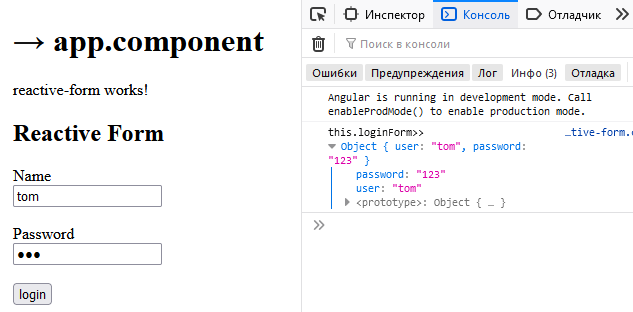 → app.component
reactive-form works!
Reactive Form
Name
tom
Password
●●●
login
Инспектор Консоль Отладчик
Поиск в консоли
Ошибки Предупреждения Лог Инфо (3) Отладка
Angular is running in development mode. Call
enableProdMode() to enable production mode.
this.loginForm>> …tive-form.c
Object { user: "tom", password:
"123" }
password: "123"
user: "tom"
<prototype>: Object { … }